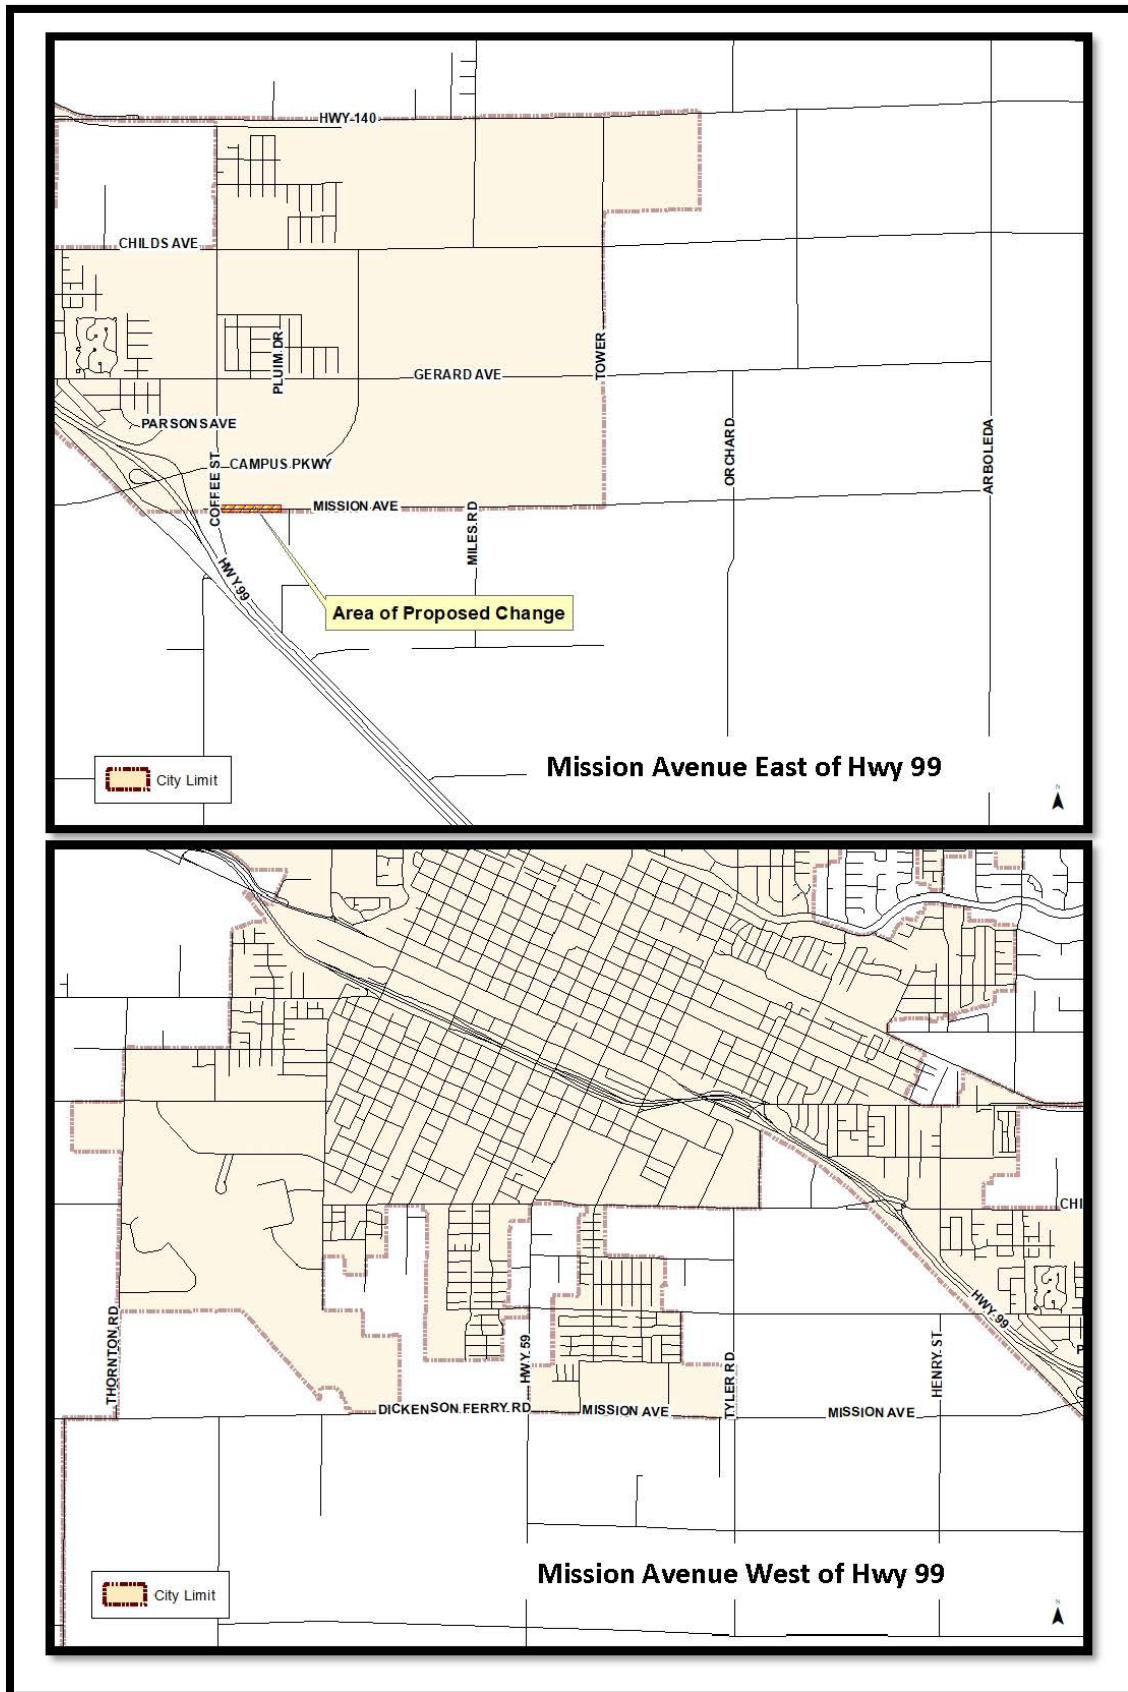 HWY 140
CHILDS AVE
PLUIM DR
TOWER
GERARD AVE
PARSONS AVE
ORCHARD
ARBOLEDA
COFFEE ST
CAMPUS PKWY
MISSION AVE
MILES RD
HWY 99
Area of Proposed Change
Mission Avenue East of Hwy 99
City Limit
N
CHI
HWY 99
P
THORNTON RD
HWY 59
TYLER RD
HENRY ST
DICKENSON FERRY RD
MISSION AVE
MISSION AVE
Mission Avenue West of Hwy 99
City Limit
N